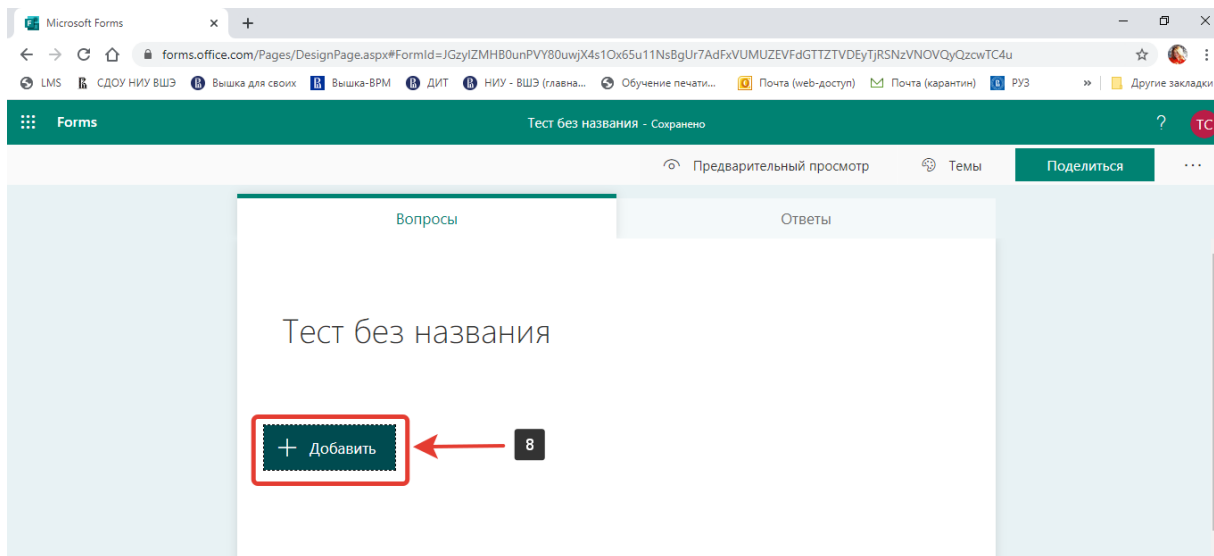 Microsoft Forms
forms.office.com/Pages/DesignPage.aspx#FormId=JGzyIZMHB0unPVY80uwjX4s1Ox65u11NsBgUr7AdFxVUMUZEVFdGTTZTVDEyTjRSNzVNOVQyQzcwTC4u
LMS СДОУ НИУ ВШЭ Вышка для своих Вышка-BPM ДИТ НИУ - ВШЭ (главна... Обучение печати... Почта (web-доступ) Почта (карантин) РУЗ » Другие закладки
Forms Тест без названия - Сохранено ? TC
Предварительный просмотр Темы Поделиться ...
Вопросы Ответы
Тест без названия
+ Добавить 8